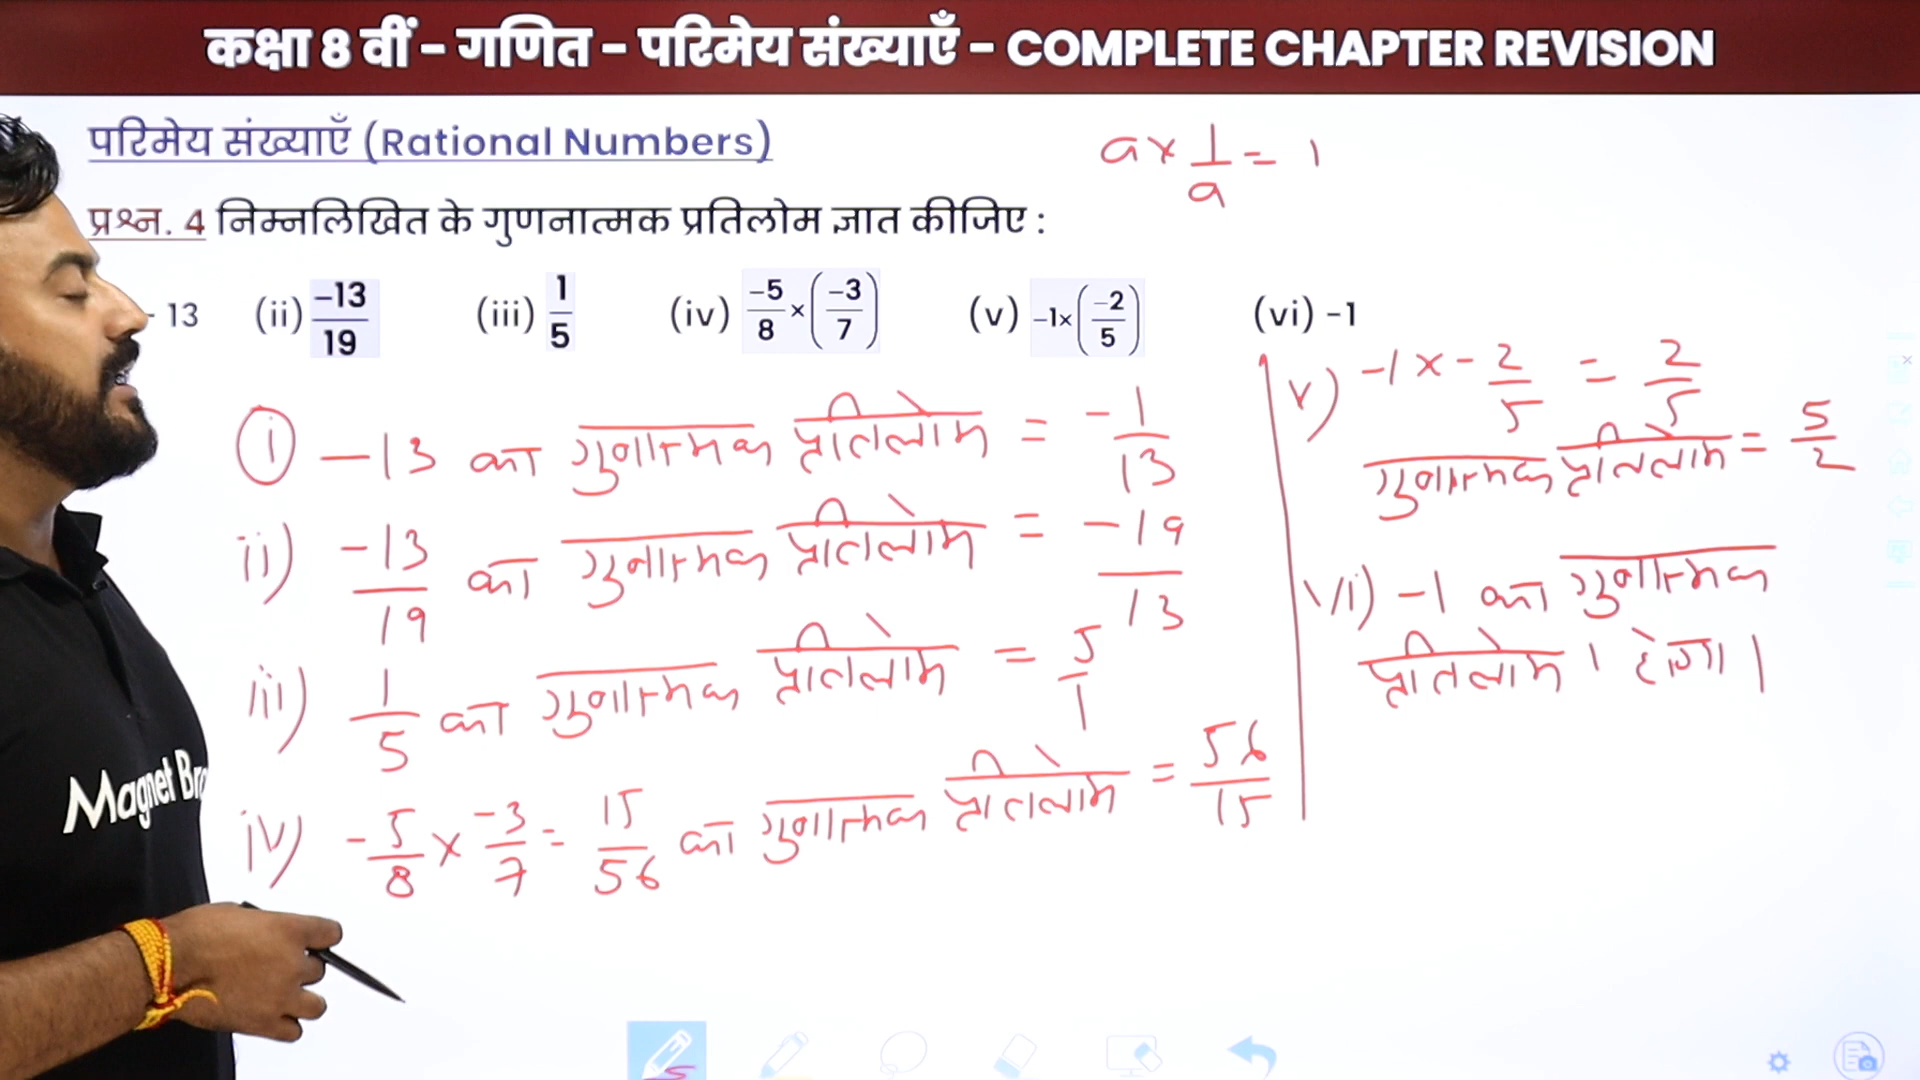 कक्षा 8 वीं – गणित – परिमेय संख्याएँ – COMPLETE CHAPTER REVISION
परिमेय संख्याएँ (Rational Numbers)
a × 1/a = 1
प्रश्न. 4 निम्नलिखित के गुणनात्मक प्रतिलोम ज्ञात कीजिए :
- 13 (ii) –13/19 (iii) 1/5 (iv) –5/8 × (–3/7) (v) –1× (–2/5) (vi) -1
(i) –13 का गुणात्मक प्रतिलोम = -1/13
ii) -13/19 का गुणात्मक प्रतिलोम = -19/13
iii) 1/5 का गुणात्मक प्रतिलोम = 5/1
iv) -5/8 × -3/7 = 15/56 का गुणात्मक प्रतिलोम = 56/15
v) -1 × -2/5 = 2/5
गुणात्मक प्रतिलोम = 5/2
vi) -1 का गुणात्मक
प्रतिलोम 1 होगा।
Magnet Br